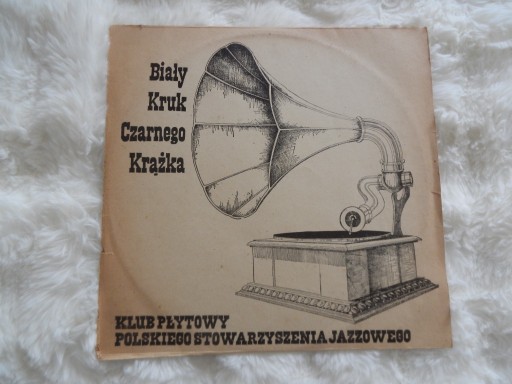 Biały
Kruk
Czarnego
Krążka
KLUB PŁYTOWY
POLSKIEGO STOWARZYSZENIA JAZZOWEGO